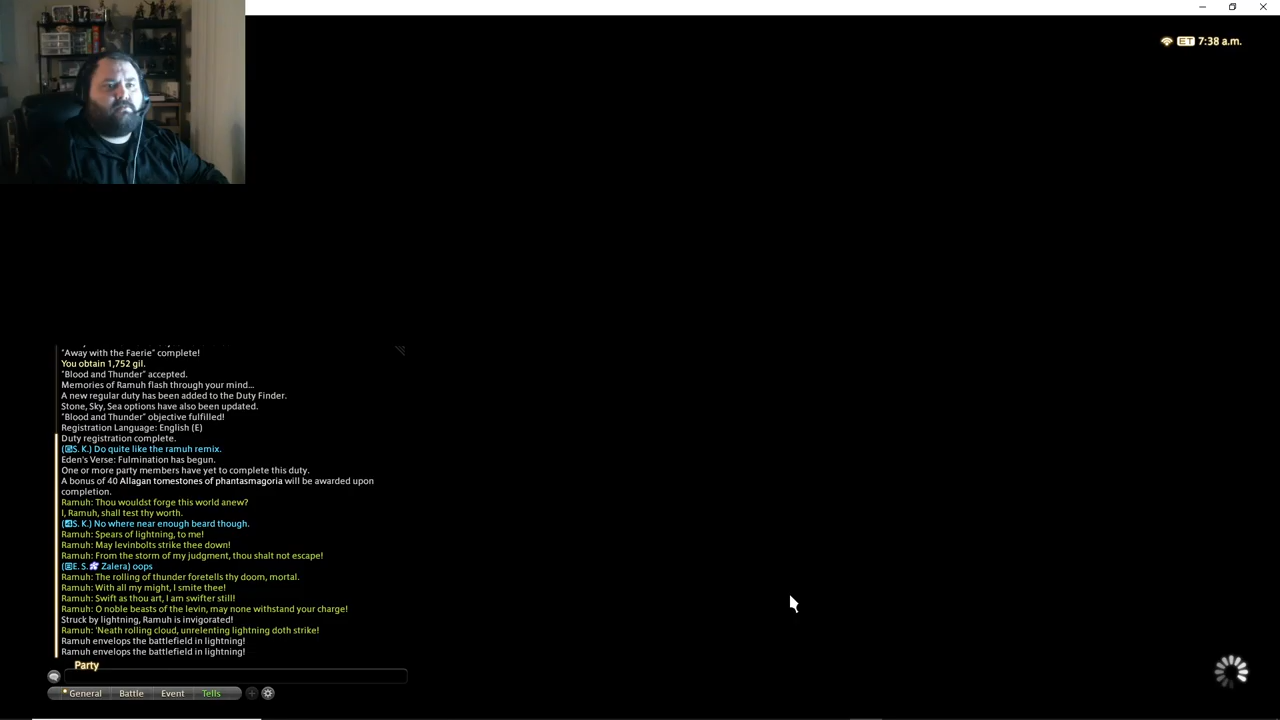 ET 7:38 a.m.
"Away with the Faerie" complete!
You obtain 1,752 gil.
"Blood and Thunder" accepted.
Memories of Ramuh flash through your mind...
A new regular duty has been added to the Duty Finder.
Stone, Sky, Sea options have also been updated.
"Blood and Thunder" objective fulfilled!
Registration Language: English (E)
Duty registration complete.
(S. K.) Do quite like the ramuh remix.
Eden's Verse: Fulmination has begun.
One or more party members have yet to complete this duty.
A bonus of 40 Allagan tomestones of phantasmagoria will be awarded upon
completion.
Ramuh: Thou wouldst forge this world anew?
I, Ramuh, shall test thy worth.
(S. K.) No where near enough beard though.
Ramuh: Spears of lightning, to me!
Ramuh: May levinbolts strike thee down!
Ramuh: From the storm of my judgment, thou shalt not escape!
(E. S. Zalera) oops
Ramuh: The rolling of thunder foretells thy doom, mortal.
Ramuh: With all my might, I smite thee!
Ramuh: Swift as thou art, I am swifter still!
Ramuh: O noble beasts of the levin, may none withstand your charge!
Struck by lightning, Ramuh is invigorated!
Ramuh: 'Neath rolling cloud, unrelenting lightning doth strike!
Ramuh envelops the battlefield in lightning!
Ramuh envelops the battlefield in lightning!
Party
General Battle Event Tells